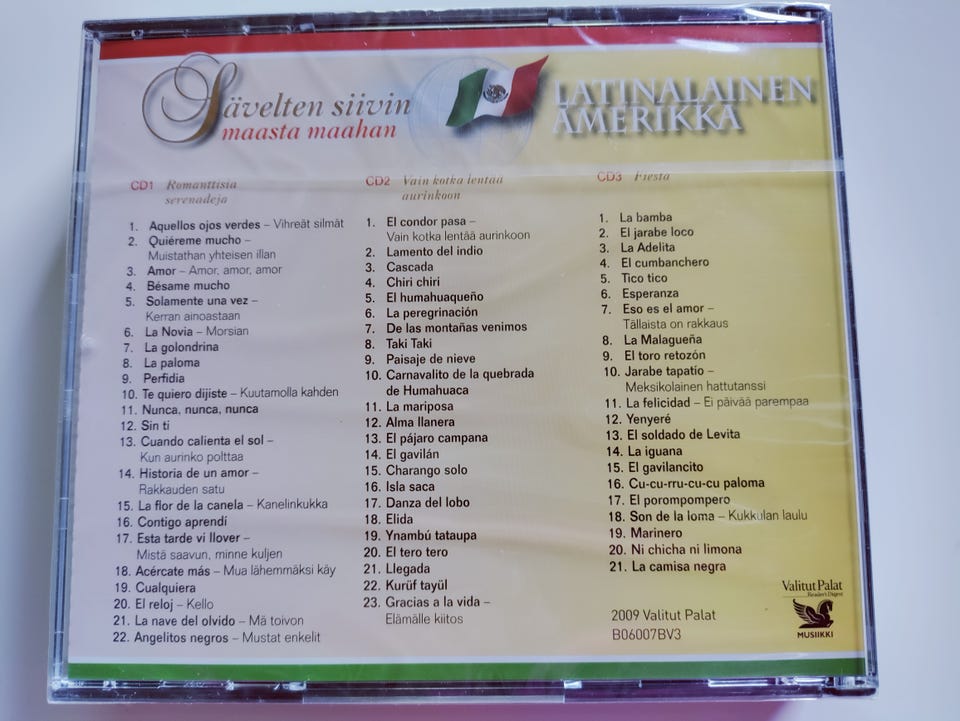 Sävelten siivin
maasta maahan
LATINALAINEN
AMERIKKA
CD1 Romanttisia
serenadeja
1. Aquellos ojos verdes – Vihreät silmät
2. Quiéreme mucho –
Muistathan yhteisen illan
3. Amor – Amor, amor, amor
4. Bésame mucho
5. Solamente una vez –
Kerran ainoastaan
6. La Novia – Morsian
7. La golondrina
8. La paloma
9. Perfidia
10. Te quiero dijiste – Kuutamolla kahden
11. Nunca, nunca, nunca
12. Sin ti
13. Cuando calienta el sol –
Kun aurinko polttaa
14. Historia de un amor –
Rakkauden satu
15. La flor de la canela – Kanelinkukka
16. Contigo aprendí
17. Esta tarde vi llover –
Mistä saavun, minne kuljen
18. Acércate más – Mua lähemmäksi käy
19. Cualquiera
20. El reloj – Kello
21. La nave del olvido – Mä toivon
22. Angelitos negros – Mustat enkelit
CD2 Vain kotka lentää
aurinkoon
1. El condor pasa –
Vain kotka lentää aurinkoon
2. Lamento del indio
3. Cascada
4. Chiri chiri
5. El humahuaqueño
6. La peregrinación
7. De las montañas venimos
8. Taki Taki
9. Paisaje de nieve
10. Carnavalito de la quebrada
de Humahuaca
11. La mariposa
12. Alma llanera
13. El pájaro campana
14. El gavilán
15. Charango solo
16. Isla saca
17. Danza del lobo
18. Elida
19. Ynambú tataupa
20. El tero tero
21. Llegada
22. Kurüf tayül
23. Gracias a la vida –
Elämälle kiitos
CD3 Fiesta
1. La bamba
2. El jarabe loco
3. La Adelita
4. El cumbanchero
5. Tico tico
6. Esperanza
7. Eso es el amor –
Tällaista on rakkaus
8. La Malagueña
9. El toro retozón
10. Jarabe tapatio –
Meksikolainen hattutanssi
11. La felicidad – Ei päivää parempaa
12. Yenyeré
13. El soldado de Levita
14. La iguana
15. El gavilancito
16. Cu-cu-rru-cu-cu paloma
17. El porompompero
18. Son de la loma – Kukkulan laulu
19. Marinero
20. Ni chicha ni limona
21. La camisa negra
2009 Valitut Palat
B06007BV3
Valitut Palat
Reader's Digest
MUSIIKKI